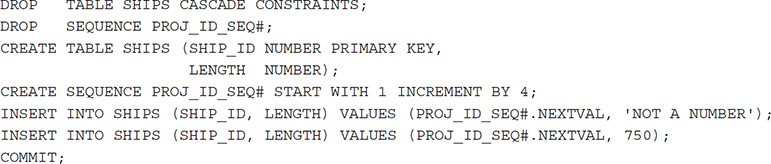 DROP   TABLE SHIPS CASCADE CONSTRAINTS;
DROP   SEQUENCE PROJ_ID_SEQ#;
CREATE TABLE SHIPS (SHIP_ID NUMBER PRIMARY KEY,
                    LENGTH  NUMBER);
CREATE SEQUENCE PROJ_ID_SEQ# START WITH 1 INCREMENT BY 4;
INSERT INTO SHIPS (SHIP_ID, LENGTH) VALUES (PROJ_ID_SEQ#.NEXTVAL, 'NOT A NUMBER');
INSERT INTO SHIPS (SHIP_ID, LENGTH) VALUES (PROJ_ID_SEQ#.NEXTVAL, 750);
COMMIT;